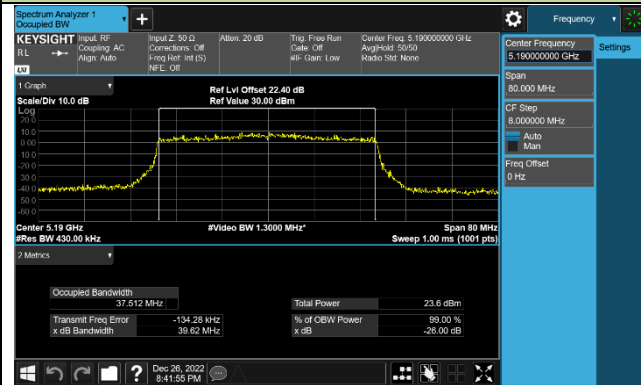 Spectrum Analyzer 1
Occupied BW
Frequency
KEYSIGHT
RL
LXI
Input: RF
Coupling: AC
Align: Auto
Input Z: 50 Ω
Corrections: Off
Freq Ref: Int (S)
NFE: Off
Atten: 20 dB
Trig: Free Run
Gate: Off
#IF Gain: Low
Center Freq: 5.190000000 GHz
Avg|Hold: 50/50
Radio Std: None
Center Frequency
5.190000000 GHz
Settings
Span
80.000 MHz
CF Step
8.000000 MHz
Auto
Man
Freq Offset
0 Hz
1 Graph
Scale/Div 10.0 dB
Ref Lvl Offset 22.40 dB
Ref Value 30.00 dBm
Log
20.0
10.0
0.00
-10.0
-20.0
-30.0
-40.0
-50.0
-60.0
Center 5.19 GHz
#Res BW 430.00 kHz
#Video BW 1.3000 MHz*
Span 80 MHz
Sweep 1.00 ms (1001 pts)
2 Metrics
Occupied Bandwidth
37.512 MHz
Total Power 23.6 dBm
Transmit Freq Error -134.28 kHz
% of OBW Power 99.00 %
x dB Bandwidth 39.62 MHz
x dB -26.00 dB
Dec 26, 2022
8:41:55 PM